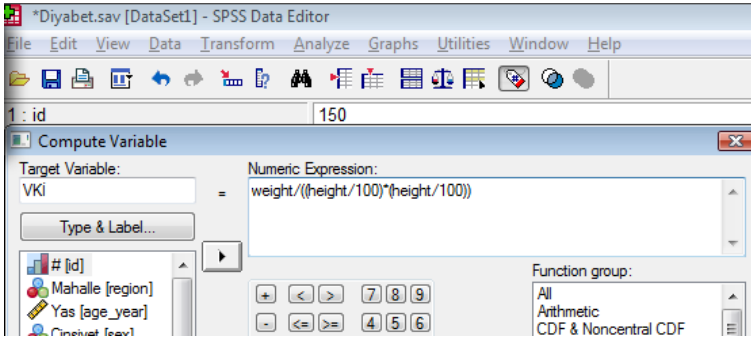 *Diyabet.sav [DataSet1] - SPSS Data Editor
File Edit View Data Transform Analyze Graphs Utilities Window Help
1 : id 150
Compute Variable
Target Variable: Numeric Expression:
VKİ = weight/((height/100)*(height/100))
Type & Label...
# [id] Function group:
Mahalle [region] + < > 7 8 9 All
Yas [age_year] Arithmetic
Cinsiyet [sex] - <= >= 4 5 6 CDF & Noncentral CDF